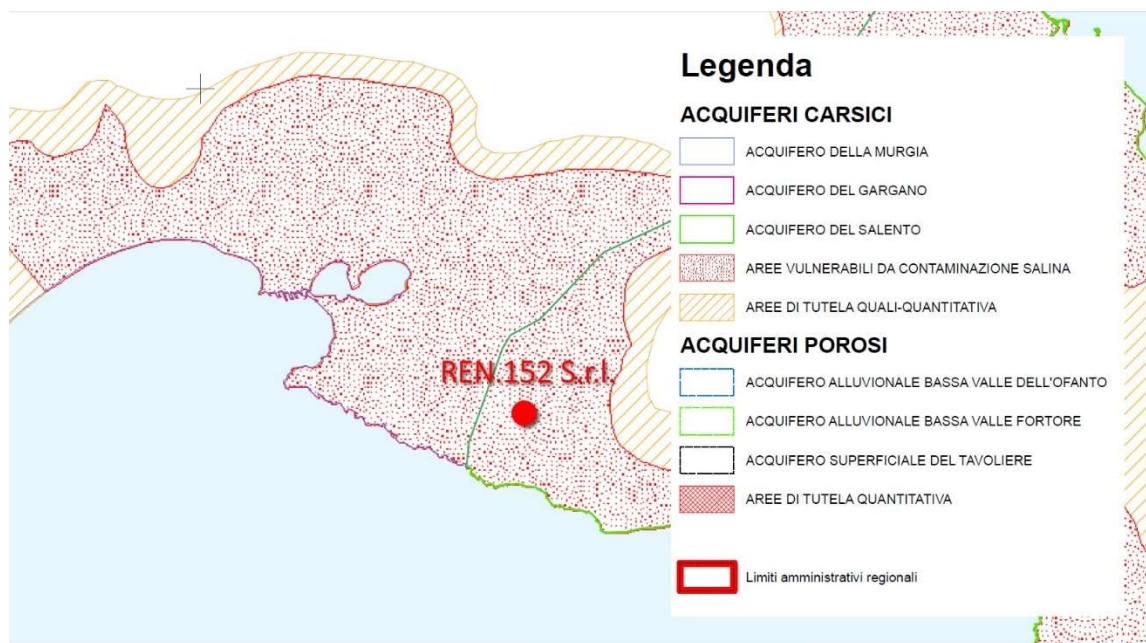 Legenda
ACQUIFERI CARSICI
ACQUIFERO DELLA MURGIA
ACQUIFERO DEL GARGANO
ACQUIFERO DEL SALENTO
AREE VULNERABILI DA CONTAMINAZIONE SALINA
AREE DI TUTELA QUALI-QUANTITATIVA
ACQUIFERI POROSI
ACQUIFERO ALLUVIONALE BASSA VALLE DELL'OFANTO
ACQUIFERO ALLUVIONALE BASSA VALLE FORTORE
ACQUIFERO SUPERFICIALE DEL TAVOLIERE
AREE DI TUTELA QUANTITATIVA
Limiti amministrativi regionali
REN.152 S.r.l.